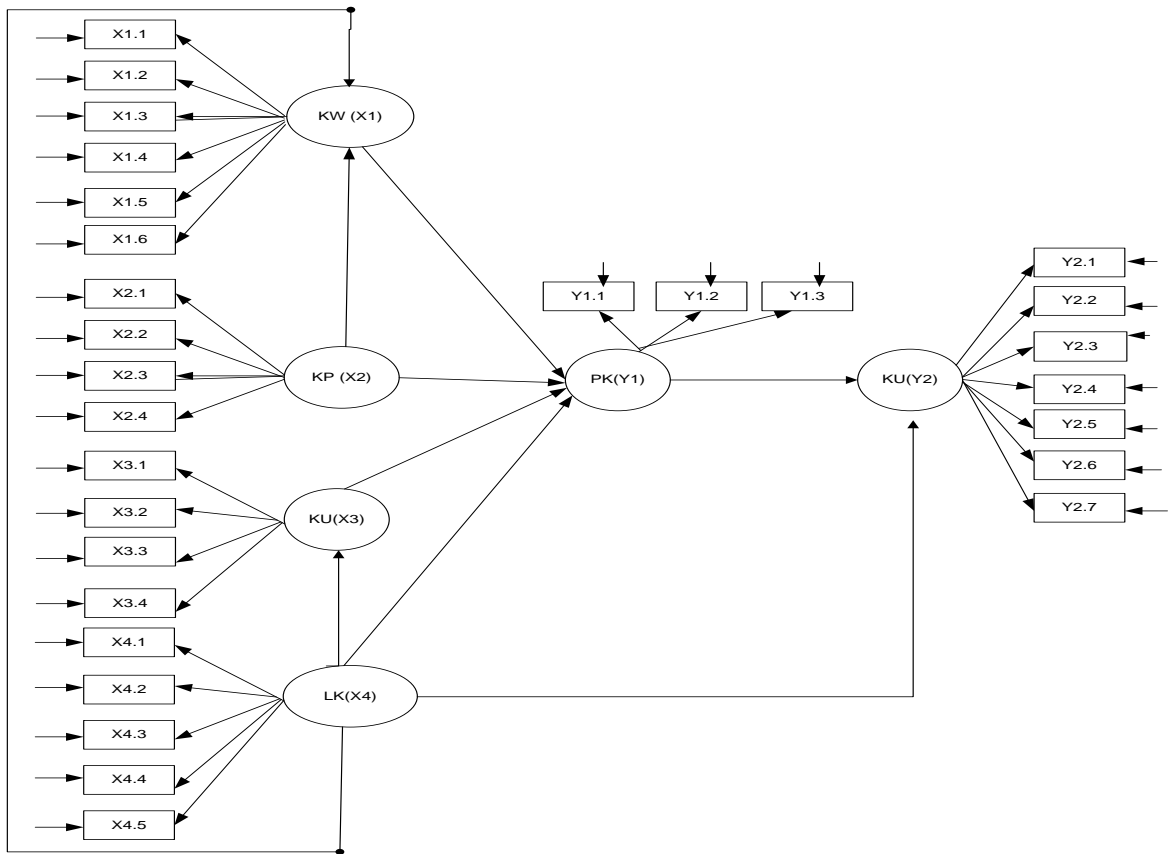 X1.1
X1.2
X1.3
X1.4
X1.5
X1.6
KW (X1)
X2.1
X2.2
X2.3
X2.4
KP (X2)
X3.1
X3.2
X3.3
X3.4
KU(X3)
X4.1
X4.2
X4.3
X4.4
X4.5
LK(X4)
Y1.1
Y1.2
Y1.3
PK(Y1)
KU(Y2)
Y2.1
Y2.2
Y2.3
Y2.4
Y2.5
Y2.6
Y2.7